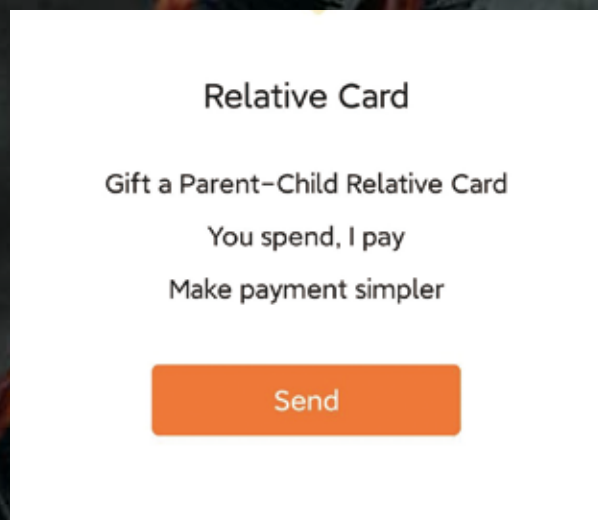 Relative Card
Gift a Parent-Child Relative Card
You spend, I pay
Make payment simpler
Send